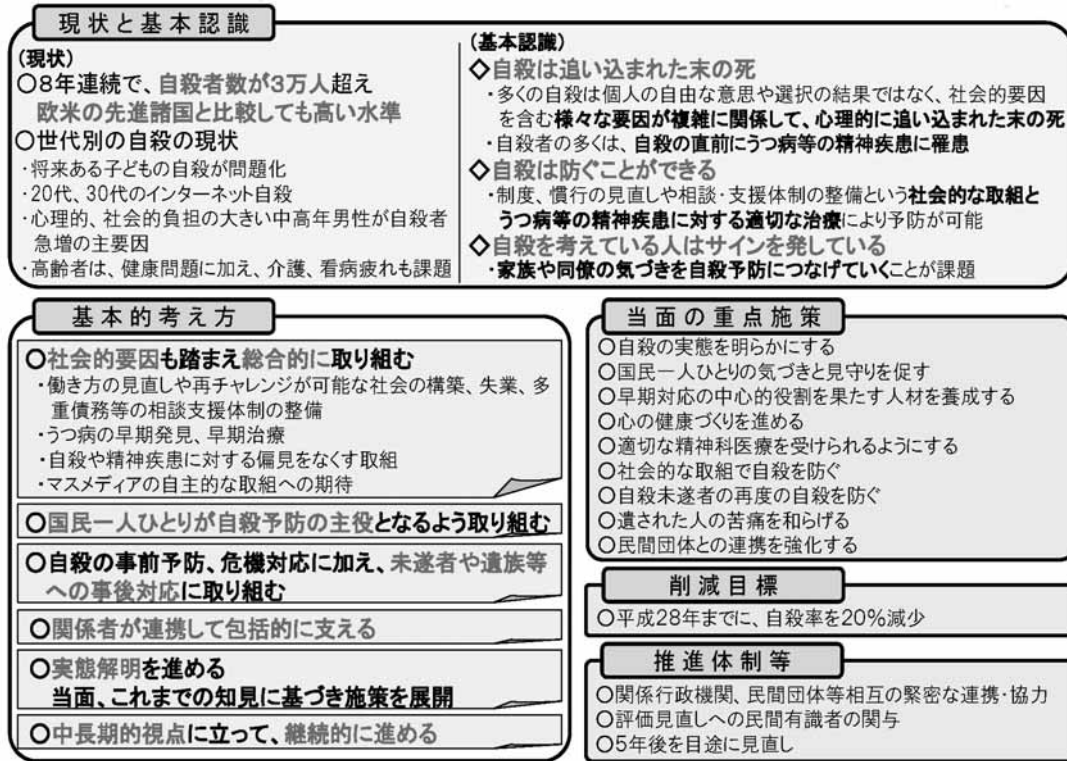 現状と基本認識
(現状)
○8年連続で、自殺者数が3万人超え
欧米の先進諸国と比較しても高い水準
○世代別の自殺の現状
・将来ある子どもの自殺が問題化
・20代、30代のインターネット自殺
・心理的、社会的負担の大きい中高年男性が自殺者
急増の主要因
・高齢者は、健康問題に加え、介護、看病疲れも課題
(基本認識)
◇自殺は追い込まれた末の死
・多くの自殺は個人の自由な意思や選択の結果ではなく、社会的要因
を含む様々な要因が複雑に関係して、心理的に追い込まれた末の死
・自殺者の多くは、自殺の直前にうつ病等の精神疾患に罹患
◇自殺は防ぐことができる
・制度、慣行の見直しや相談・支援体制の整備という社会的な取組と
うつ病等の精神疾患に対する適切な治療により予防が可能
◇自殺を考えている人はサインを発している
・家族や同僚の気づきを自殺予防につなげていくことが課題
基本的考え方
○社会的要因も踏まえ総合的に取り組む
・働き方の見直しや再チャレンジが可能な社会の構築、失業、多
重債務等の相談支援体制の整備
・うつ病の早期発見、早期治療
・自殺や精神疾患に対する偏見をなくす取組
・マスメディアの自主的な取組への期待
○国民一人ひとりが自殺予防の主役となるよう取り組む
○自殺の事前予防、危機対応に加え、未遂者や遺族等
への事後対応に取り組む
○関係者が連携して包括的に支える
○実態解明を進める
当面、これまでの知見に基づき施策を展開
○中長期的視点に立って、継続的に進める
当面の重点施策
○自殺の実態を明らかにする
○国民一人ひとりの気づきと見守りを促す
○早期対応の中心的役割を果たす人材を養成する
○心の健康づくりを進める
○適切な精神科医療を受けられるようにする
○社会的な取組で自殺を防ぐ
○自殺未遂者の再度の自殺を防ぐ
○遺された人の苦痛を和らげる
○民間団体との連携を強化する
削減目標
○平成28年までに、自殺率を20%減少
推進体制等
○関係行政機関、民間団体等相互の緊密な連携・協力
○評価見直しへの民間有識者の関与
○5年後を目途に見直し